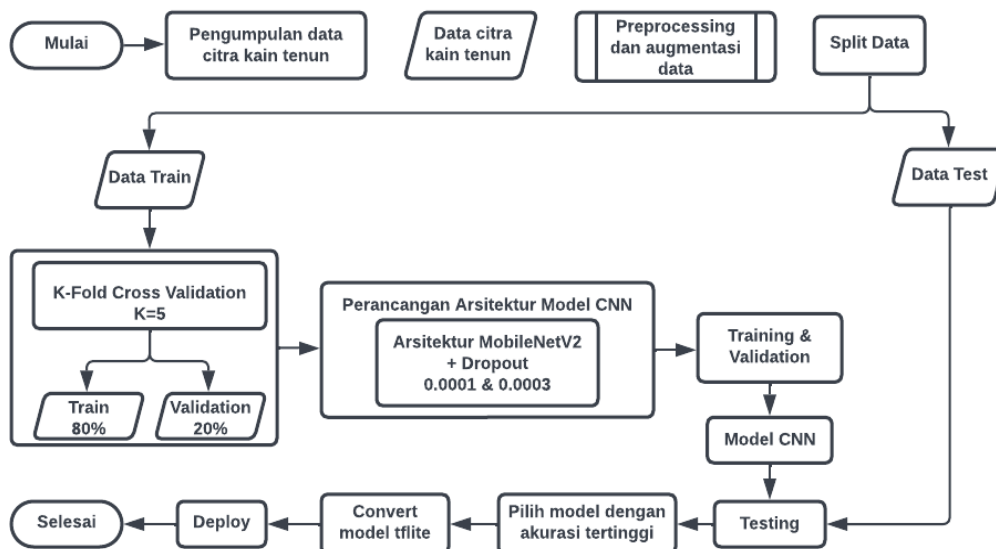 Mulai
Pengumpulan data
citra kain tenun
Data citra
kain tenun
Preprocessing
dan augmentasi
data
Split Data
Data Train
Data Test
K-Fold Cross Validation
K=5
Train
80%
Validation
20%
Perancangan Arsitektur Model CNN
Arsitektur MobileNetV2
+ Dropout
0.0001 & 0.0003
Training &
Validation
Model CNN
Testing
Pilih model dengan
akurasi tertinggi
Convert
model tflite
Deploy
Selesai